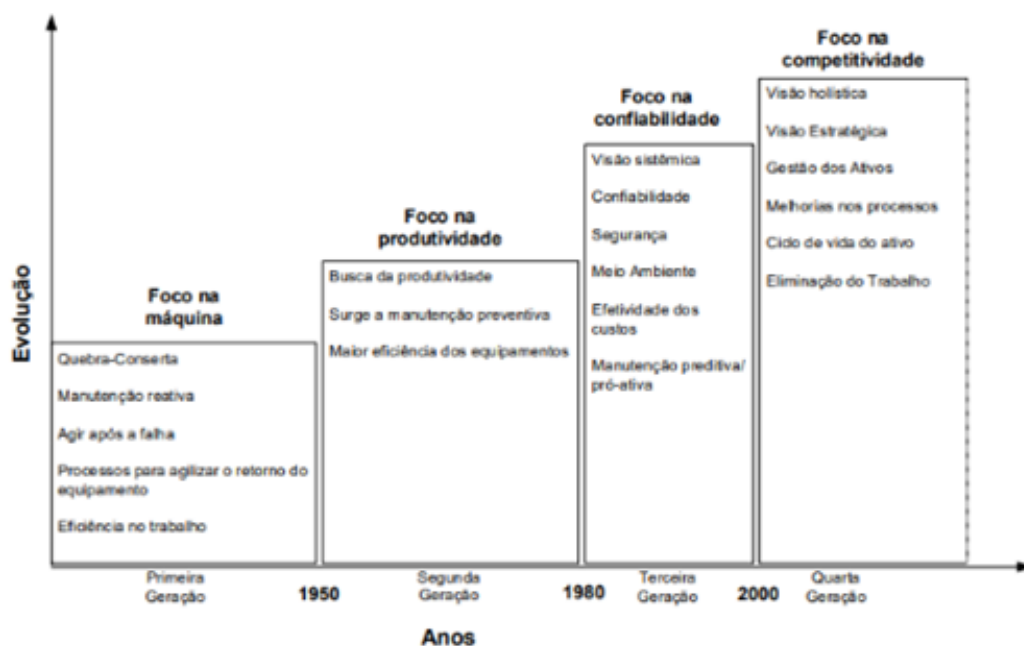 Evolução
Foco na
máquina
Quebra-Conserta
Manutenção reativa
Agir após a falha
Processos para agilizar o retorno do
equipamento
Eficiência no trabalho
Foco na
produtividade
Busca da produtividade
Surge a manutenção preventiva
Maior eficiência dos equipamentos
Foco na
confiabilidade
Visão sistêmica
Confiabilidade
Segurança
Meio Ambiente
Efetividade dos
custos
Manutenção preditiva/
pró-ativa
Foco na
competitividade
Visão holística
Visão Estratégica
Gestão dos Ativos
Melhorias nos processos
Ciclo de vida do ativo
Eliminação do Trabalho
Primeira
Geração
1950
Segunda
Geração
1980
Terceira
Geração
2000
Quarta
Geração
Anos